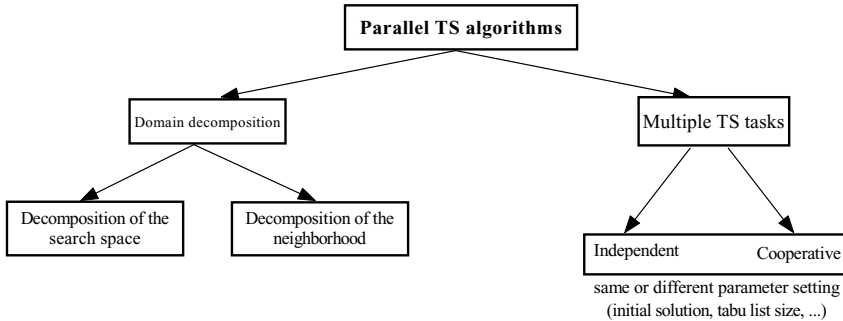 Parallel TS algorithms
Domain decomposition
Multiple TS tasks
Decomposition of the
search space
Decomposition of the
neighborhood
Independent
Cooperative
same or different parameter setting
(initial solution, tabu list size, ...)